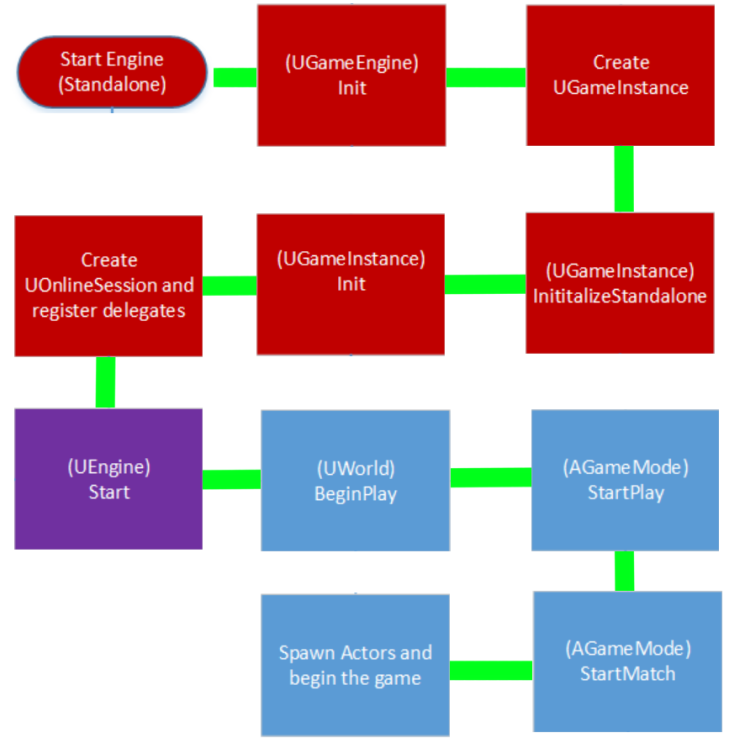 Start Engine
(Standalone)
(UGameEngine)
Init
Create
UGameInstance
(UGameInstance)
InititalizeStandalone
(UGameInstance)
Init
Create
UOnlineSession and
register delegates
(UEngine)
Start
(UWorld)
BeginPlay
(AGameMode)
StartPlay
(AGameMode)
StartMatch
Spawn Actors and
begin the game